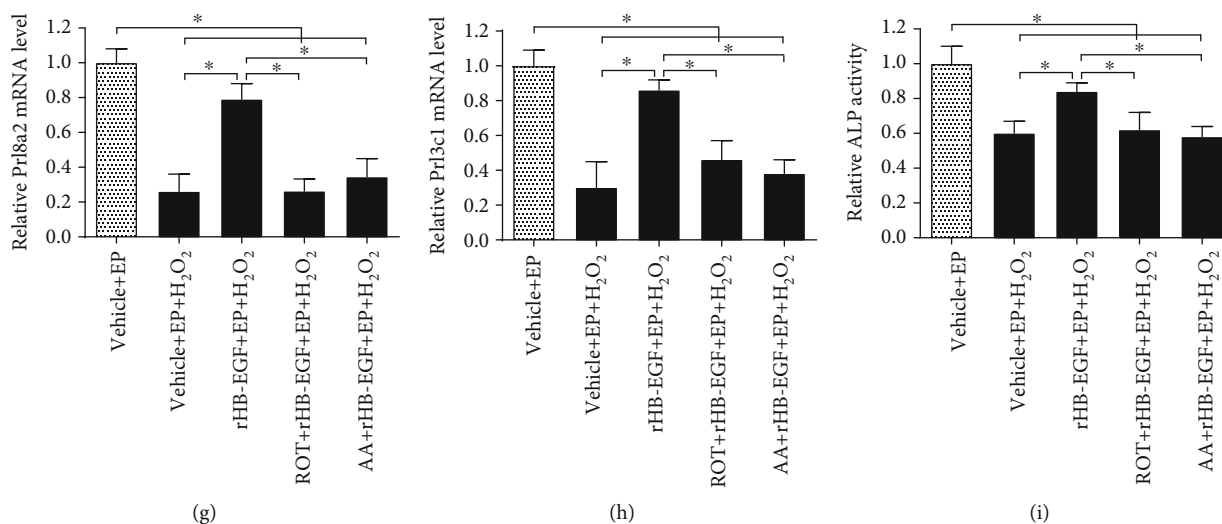 *
*
* *
Relative Prl8a2 mRNA level
1.2
1.0
0.8
0.6
0.4
0.2
0.0
Vehicle+EP
Vehicle+EP+H2O2
rHB-EGF+EP+H2O2
ROT+rHB-EGF+EP+H2O2
AA+rHB-EGF+EP+H2O2
(g)
*
*
* *
Relative Prl3c1 mRNA level
1.2
1.0
0.8
0.6
0.4
0.2
0.0
Vehicle+EP
Vehicle+EP+H2O2
rHB-EGF+EP+H2O2
ROT+rHB-EGF+EP+H2O2
AA+rHB-EGF+EP+H2O2
(h)
*
*
* *
Relative ALP activity
1.2
1.0
0.8
0.6
0.4
0.2
0.0
Vehicle+EP
Vehicle+EP+H2O2
rHB-EGF+EP+H2O2
ROT+rHB-EGF+EP+H2O2
AA+rHB-EGF+EP+H2O2
(i)